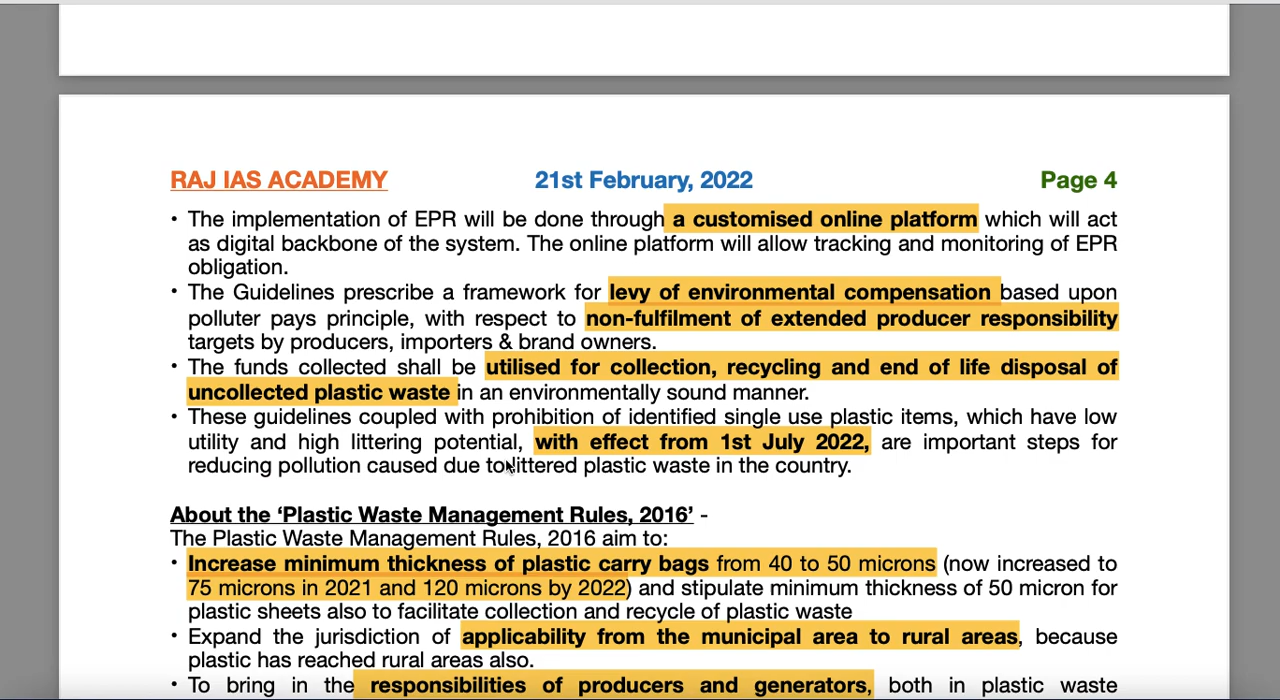 RAJ IAS ACADEMY 21st February, 2022 Page 4
• The implementation of EPR will be done through a customised online platform which will act
as digital backbone of the system. The online platform will allow tracking and monitoring of EPR
obligation.
• The Guidelines prescribe a framework for levy of environmental compensation based upon
polluter pays principle, with respect to non-fulfilment of extended producer responsibility
targets by producers, importers & brand owners.
• The funds collected shall be utilised for collection, recycling and end of life disposal of
uncollected plastic waste in an environmentally sound manner.
• These guidelines coupled with prohibition of identified single use plastic items, which have low
utility and high littering potential, with effect from 1st July 2022, are important steps for
reducing pollution caused due to littered plastic waste in the country.
About the ‘Plastic Waste Management Rules, 2016’ -
The Plastic Waste Management Rules, 2016 aim to:
• Increase minimum thickness of plastic carry bags from 40 to 50 microns (now increased to
75 microns in 2021 and 120 microns by 2022) and stipulate minimum thickness of 50 micron for
plastic sheets also to facilitate collection and recycle of plastic waste
• Expand the jurisdiction of applicability from the municipal area to rural areas, because
plastic has reached rural areas also.
• To bring in the responsibilities of producers and generators, both in plastic waste